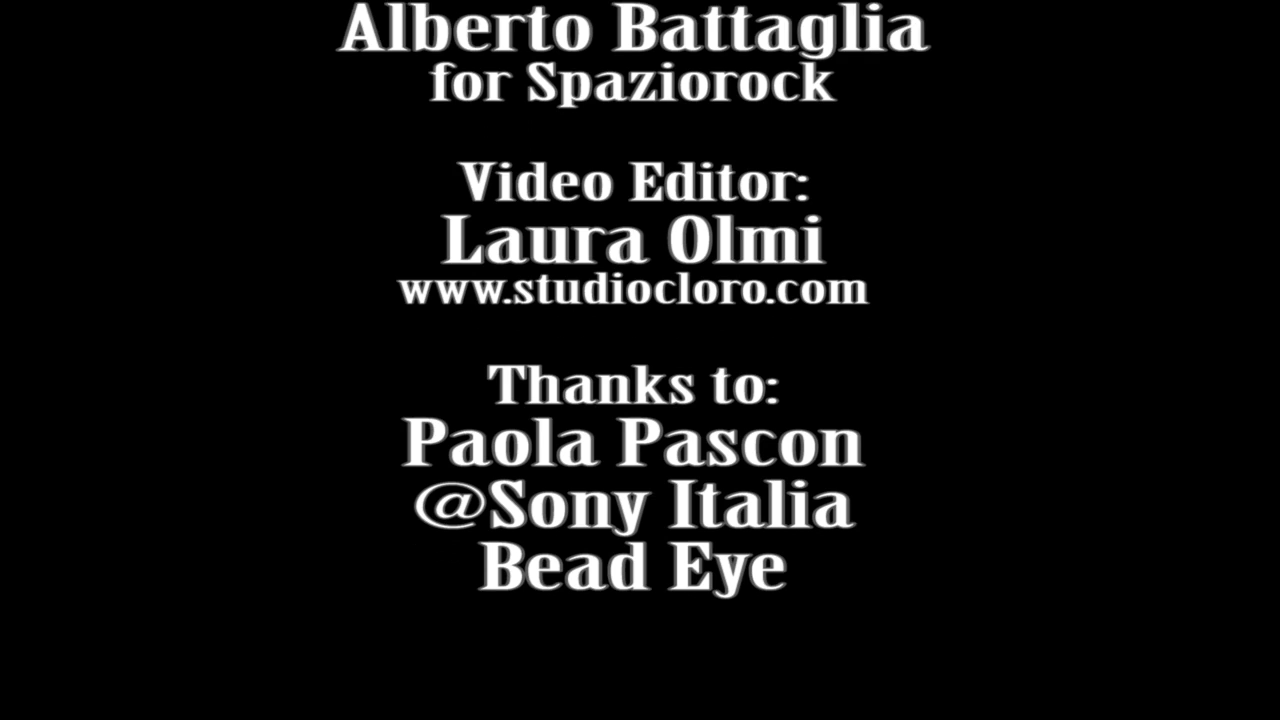 Alberto Battaglia
for Spaziorock
Video Editor:
Laura Olmi
www.studiocloro.com
Thanks to:
Paola Pascon
@Sony Italia
Bead Eye